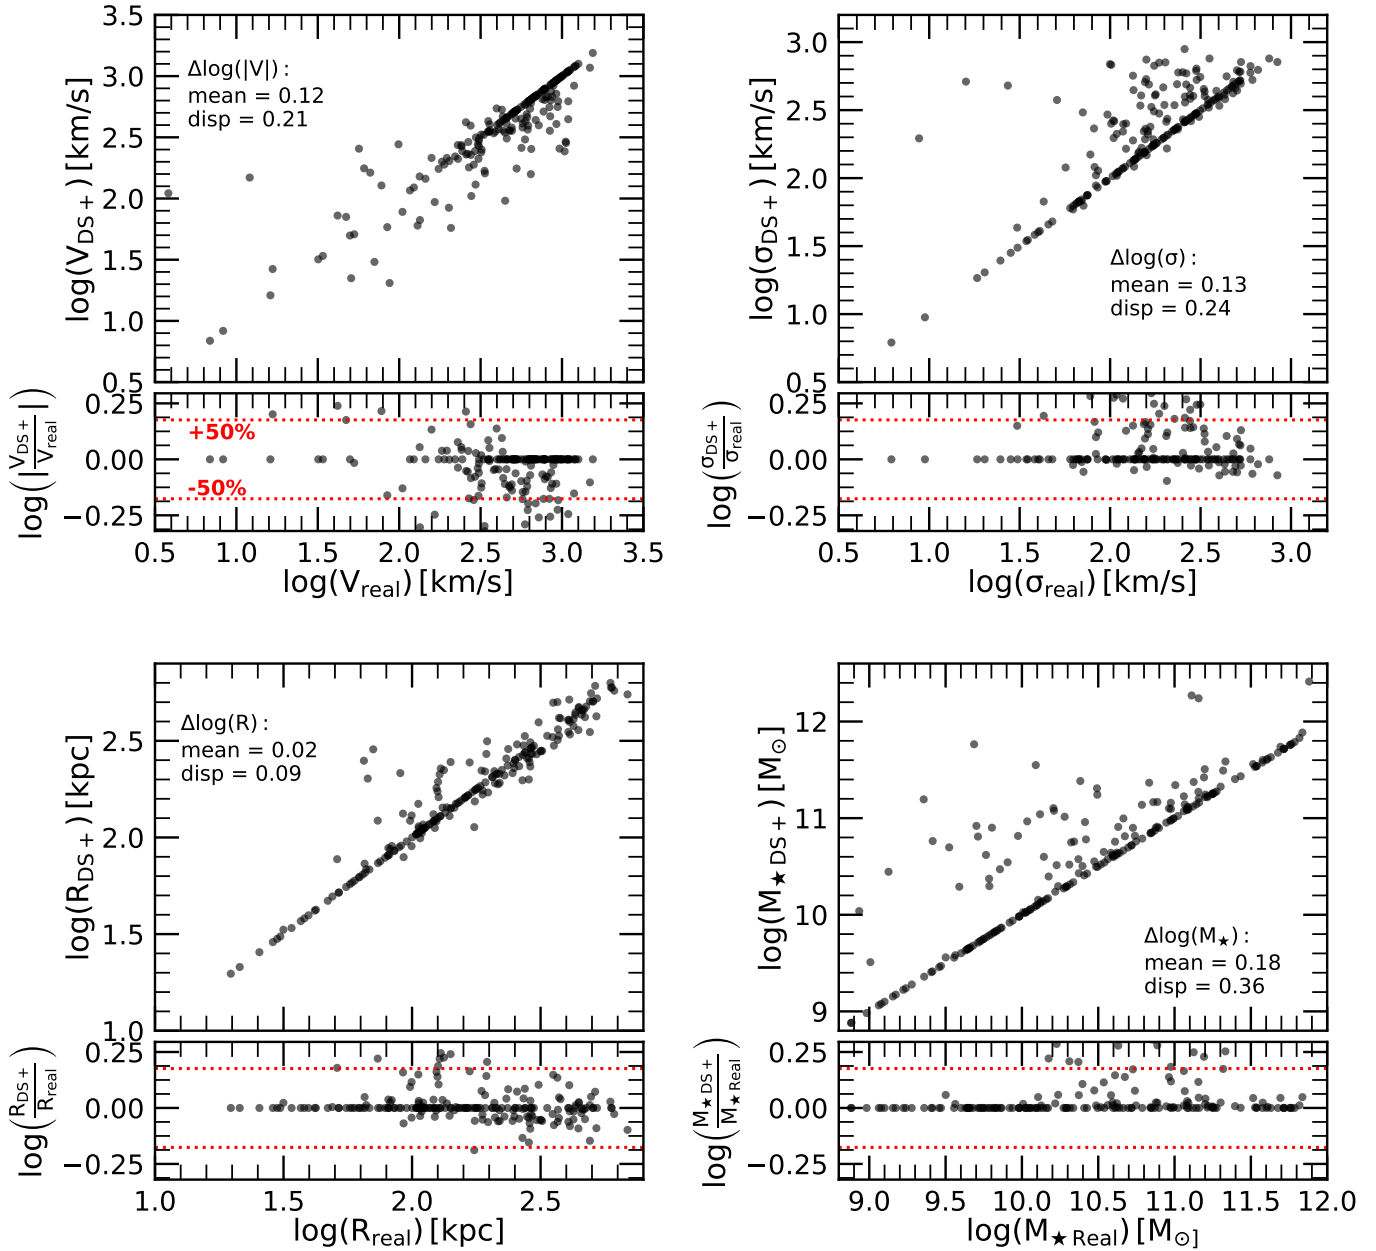 3.5
3.0
2.5
2.0
1.5
1.0
0.5
log(V_DS+) [km/s]
Δlog(|V|) :
mean = 0.12
disp = 0.21
0.25
0.00
−0.25
log(|V_DS+/V_real|)
+50%
-50%
0.5 1.0 1.5 2.0 2.5 3.0 3.5
log(V_real) [km/s]
3.0
2.5
2.0
1.5
1.0
0.5
log(σ_DS+) [km/s]
Δlog(σ) :
mean = 0.13
disp = 0.24
0.25
0.00
−0.25
log(σ_DS+/σ_real)
0.5 1.0 1.5 2.0 2.5 3.0
log(σ_real) [km/s]
2.5
2.0
1.5
1.0
log(R_DS+) [kpc]
Δlog(R) :
mean = 0.02
disp = 0.09
0.25
0.00
−0.25
log(R_DS+/R_real)
1.0 1.5 2.0 2.5
log(R_real) [kpc]
12
11
10
9
log(M_★ DS+) [M_⊙]
Δlog(M_★) :
mean = 0.18
disp = 0.36
0.25
0.00
−0.25
log(M_★ DS+/M_★ Real)
9.0 9.5 10.0 10.5 11.0 11.5 12.0
log(M_★ Real) [M_⊙]